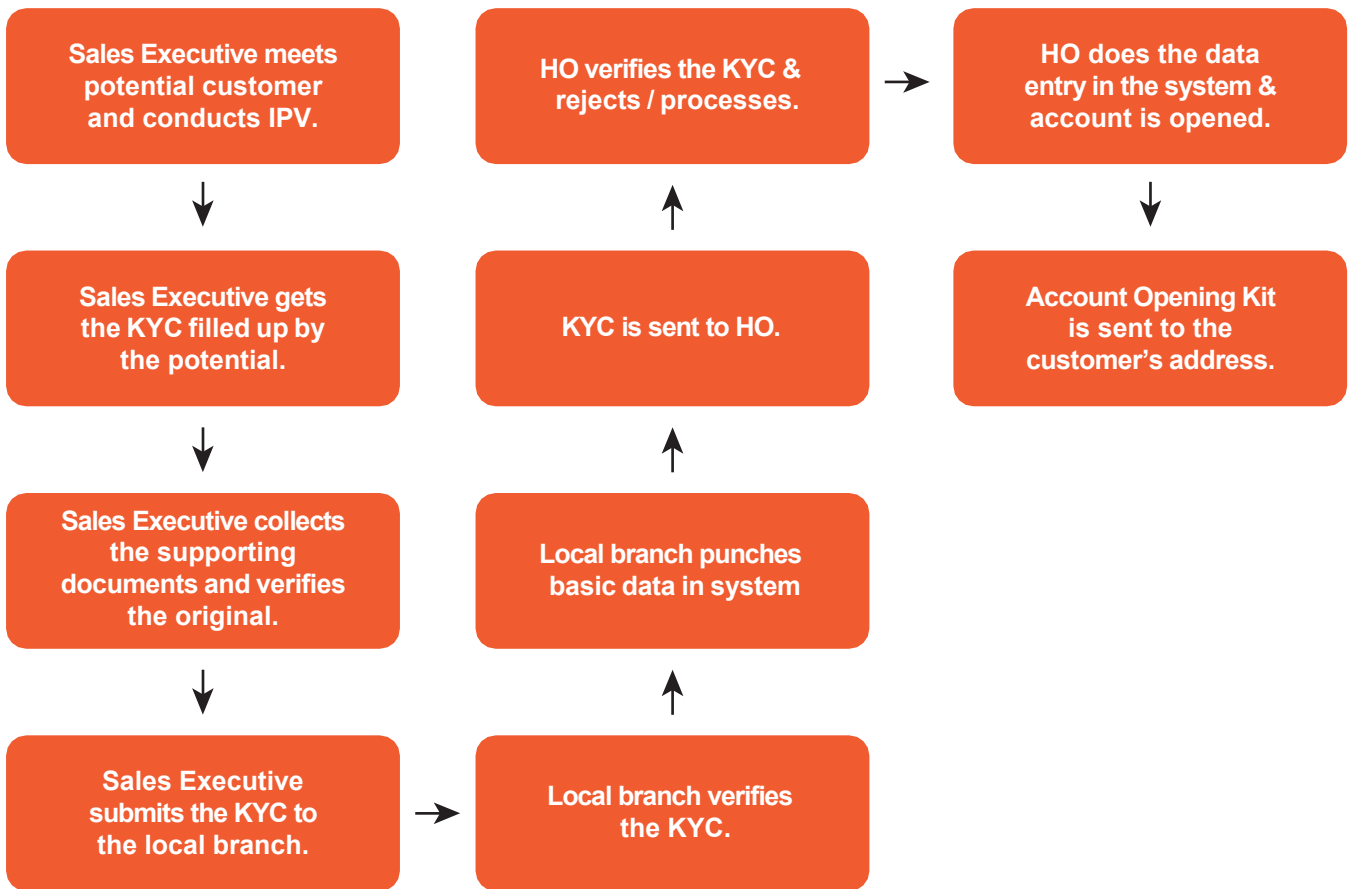 Sales Executive meets
potential customer
and conducts IPV.
Sales Executive gets
the KYC filled up by
the potential.
Sales Executive collects
the supporting
documents and verifies
the original.
Sales Executive
submits the KYC to
the local branch.
Local branch verifies
the KYC.
Local branch punches
basic data in system
KYC is sent to HO.
HO verifies the KYC &
rejects / processes.
HO does the data
entry in the system &
account is opened.
Account Opening Kit
is sent to the
customer’s address.